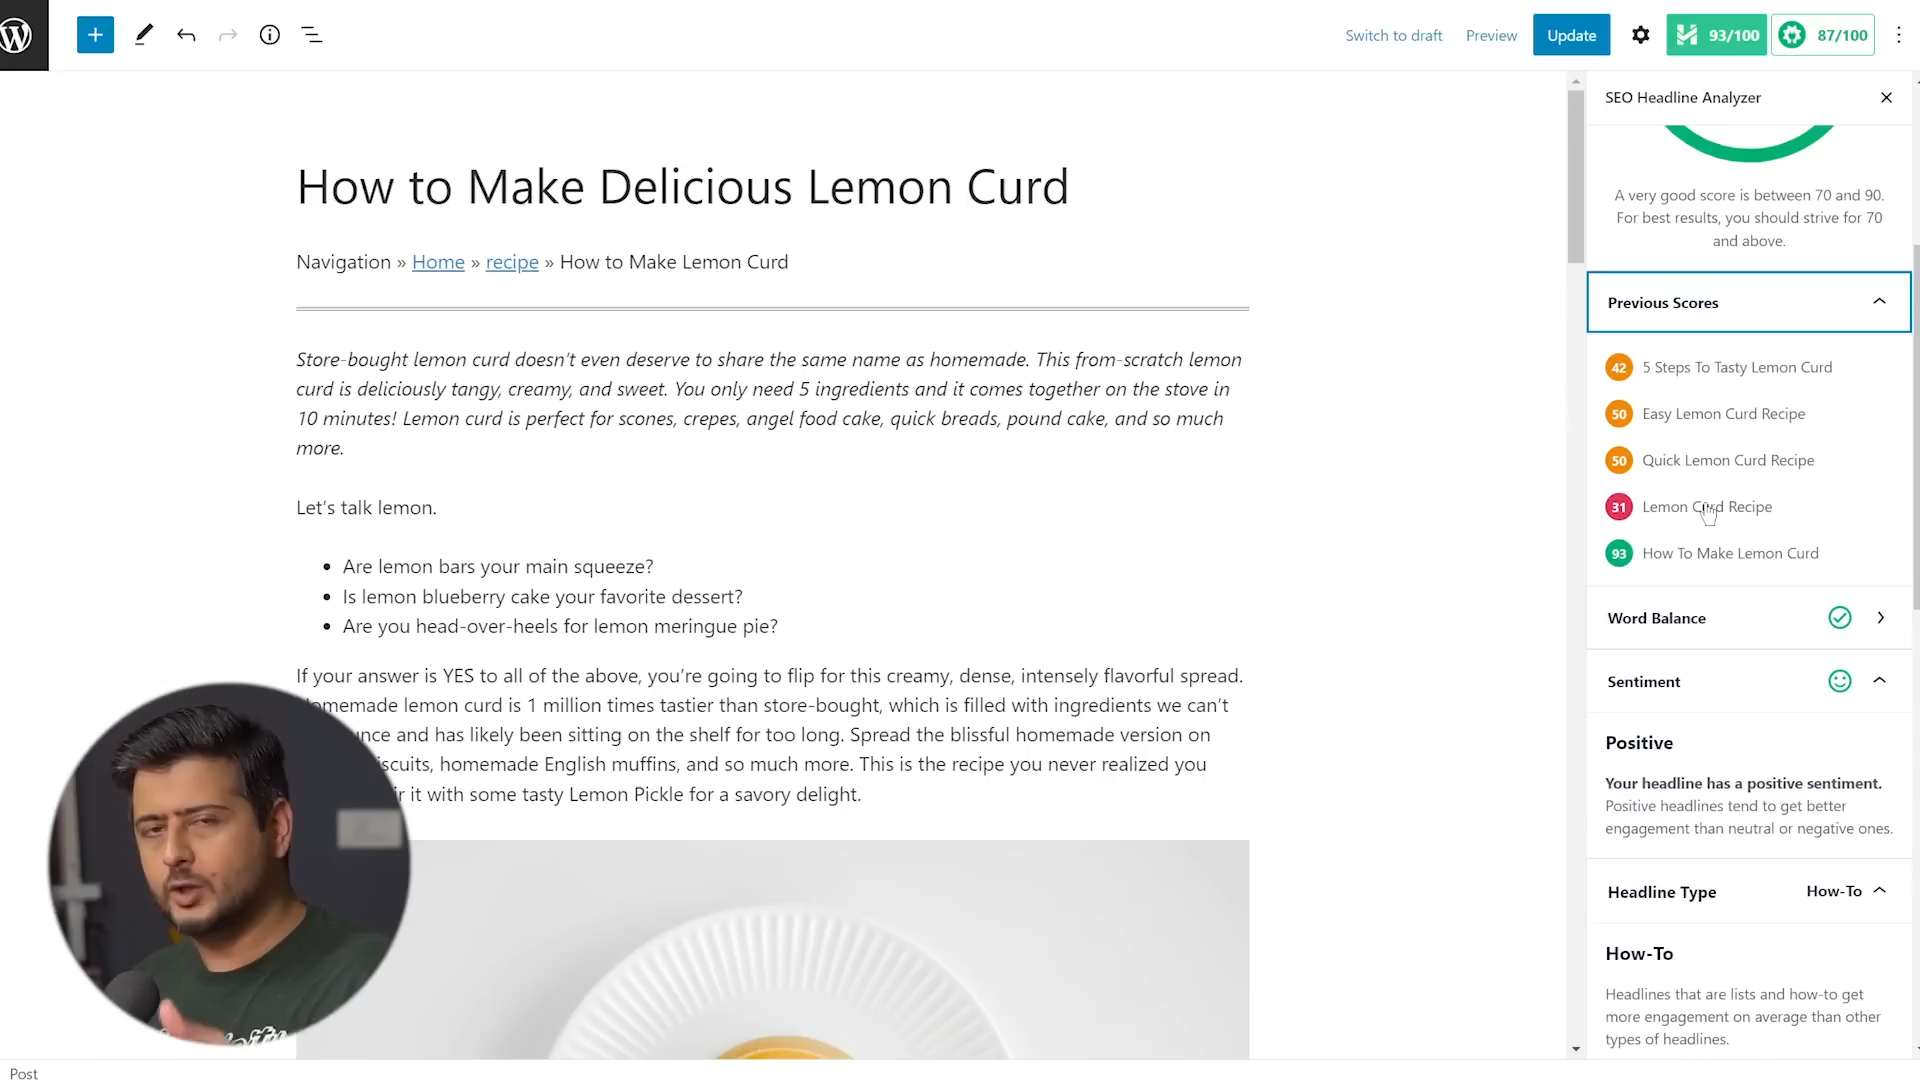 Switch to draft
Preview
Update
93/100
87/100
SEO Headline Analyzer
How to Make Delicious Lemon Curd
Navigation » Home » recipe » How to Make Lemon Curd
Store-bought lemon curd doesn’t even deserve to share the same name as homemade. This from-scratch lemon
curd is deliciously tangy, creamy, and sweet. You only need 5 ingredients and it comes together on the stove in
10 minutes! Lemon curd is perfect for scones, crepes, angel food cake, quick breads, pound cake, and so much
more.
Let’s talk lemon.
• Are lemon bars your main squeeze?
• Is lemon blueberry cake your favorite dessert?
• Are you head-over-heels for lemon meringue pie?
If your answer is YES to all of the above, you’re going to flip for this creamy, dense, intensely flavorful spread.
memade lemon curd is 1 million times tastier than store-bought, which is filled with ingredients we can’t
unce and has likely been sitting on the shelf for too long. Spread the blissful homemade version on
iscuits, homemade English muffins, and so much more. This is the recipe you never realized you
r it with some tasty Lemon Pickle for a savory delight.
A very good score is between 70 and 90.
For best results, you should strive for 70
and above.
Previous Scores
42 5 Steps To Tasty Lemon Curd
50 Easy Lemon Curd Recipe
50 Quick Lemon Curd Recipe
31 Lemon Curd Recipe
93 How To Make Lemon Curd
Word Balance
Sentiment
Positive
Your headline has a positive sentiment.
Positive headlines tend to get better
engagement than neutral or negative ones.
Headline Type How-To
How-To
Headlines that are lists and how-to get
more engagement on average than other
types of headlines.
Post